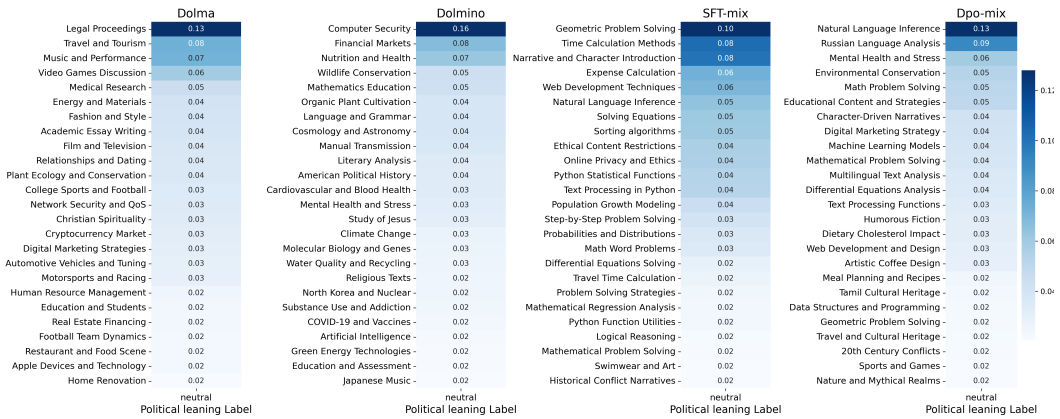 Dolma
Legal Proceedings 0.13
Travel and Tourism 0.08
Music and Performance 0.07
Video Games Discussion 0.06
Medical Research 0.05
Energy and Materials 0.04
Fashion and Style 0.04
Academic Essay Writing 0.04
Film and Television 0.04
Relationships and Dating 0.04
Plant Ecology and Conservation 0.04
College Sports and Football 0.03
Network Security and QoS 0.03
Christian Spirituality 0.03
Cryptocurrency Market 0.03
Digital Marketing Strategies 0.03
Automotive Vehicles and Tuning 0.03
Motorsports and Racing 0.03
Human Resource Management 0.02
Education and Students 0.02
Real Estate Financing 0.02
Football Team Dynamics 0.02
Restaurant and Food Scene 0.02
Apple Devices and Technology 0.02
Home Renovation 0.02
neutral
Political leaning Label
Dolmino
Computer Security 0.16
Financial Markets 0.08
Nutrition and Health 0.07
Wildlife Conservation 0.05
Mathematics Education 0.05
Organic Plant Cultivation 0.04
Language and Grammar 0.04
Cosmology and Astronomy 0.04
Manual Transmission 0.04
Literary Analysis 0.04
American Political History 0.04
Cardiovascular and Blood Health 0.03
Mental Health and Stress 0.03
Study of Jesus 0.03
Climate Change 0.03
Molecular Biology and Genes 0.03
Water Quality and Recycling 0.03
Religious Texts 0.02
North Korea and Nuclear 0.02
Substance Use and Addiction 0.02
COVID-19 and Vaccines 0.02
Artificial Intelligence 0.02
Green Energy Technologies 0.02
Education and Assessment 0.02
Japanese Music 0.02
neutral
Political leaning Label
SFT-mix
Geometric Problem Solving 0.10
Time Calculation Methods 0.08
Narrative and Character Introduction 0.08
Expense Calculation 0.06
Web Development Techniques 0.06
Natural Language Inference 0.05
Solving Equations 0.05
Sorting algorithms 0.05
Ethical Content Restrictions 0.04
Online Privacy and Ethics 0.04
Python Statistical Functions 0.04
Text Processing in Python 0.04
Population Growth Modeling 0.04
Step-by-Step Problem Solving 0.03
Probabilities and Distributions 0.03
Math Word Problems 0.03
Differential Equations Solving 0.02
Travel Time Calculation 0.02
Problem Solving Strategies 0.02
Mathematical Regression Analysis 0.02
Python Function Utilities 0.02
Logical Reasoning 0.02
Mathematical Problem Solving 0.02
Swimwear and Art 0.02
Historical Conflict Narratives 0.02
neutral
Political leaning Label
Dpo-mix
Natural Language Inference 0.13
Russian Language Analysis 0.09
Mental Health and Stress 0.06
Environmental Conservation 0.05
Math Problem Solving 0.05
Educational Content and Strategies 0.05
Character-Driven Narratives 0.04
Digital Marketing Strategy 0.04
Machine Learning Models 0.04
Mathematical Problem Solving 0.04
Multilingual Text Analysis 0.04
Differential Equations Analysis 0.04
Text Processing Functions 0.03
Humorous Fiction 0.03
Dietary Cholesterol Impact 0.03
Web Development and Design 0.03
Artistic Coffee Design 0.03
Meal Planning and Recipes 0.02
Tamil Cultural Heritage 0.02
Data Structures and Programming 0.02
Geometric Problem Solving 0.02
Travel and Cultural Heritage 0.02
20th Century Conflicts 0.02
Sports and Games 0.02
Nature and Mythical Realms 0.02
neutral
Political leaning Label
0.12
0.10
0.08
0.06
0.04